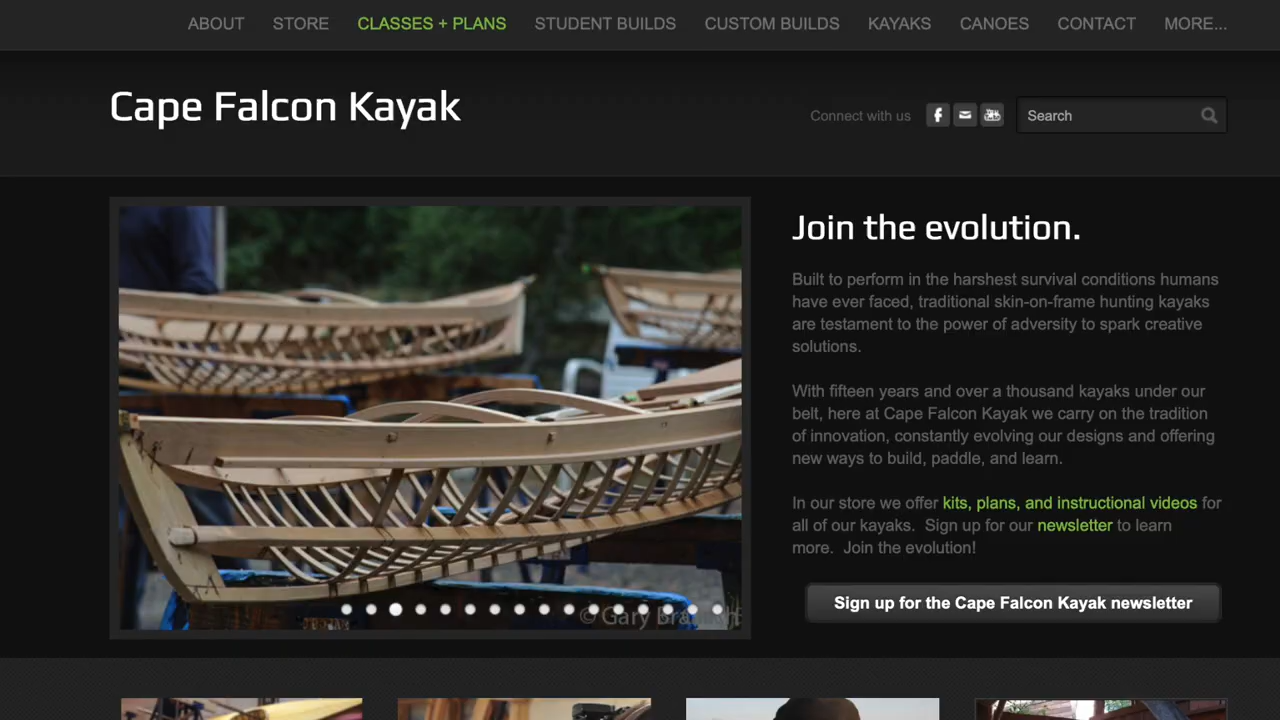 ABOUT STORE CLASSES + PLANS STUDENT BUILDS CUSTOM BUILDS KAYAKS CANOES CONTACT MORE...
Cape Falcon Kayak
Connect with us
Search
Join the evolution.
Built to perform in the harshest survival conditions humans
have ever faced, traditional skin-on-frame hunting kayaks
are testament to the power of adversity to spark creative
solutions.
With fifteen years and over a thousand kayaks under our
belt, here at Cape Falcon Kayak we carry on the tradition
of innovation, constantly evolving our designs and offering
new ways to build, paddle, and learn.
In our store we offer kits, plans, and instructional videos for
all of our kayaks. Sign up for our newsletter to learn
more. Join the evolution!
© Gary
Sign up for the Cape Falcon Kayak newsletter